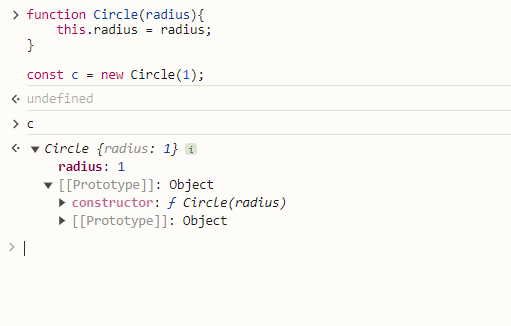 function Circle(radius){
    this.radius = radius;
}
const c = new Circle(1);
undefined
c
Circle {radius: 1} i
radius: 1
[[Prototype]]: Object
constructor: ƒ Circle(radius)
[[Prototype]]: Object